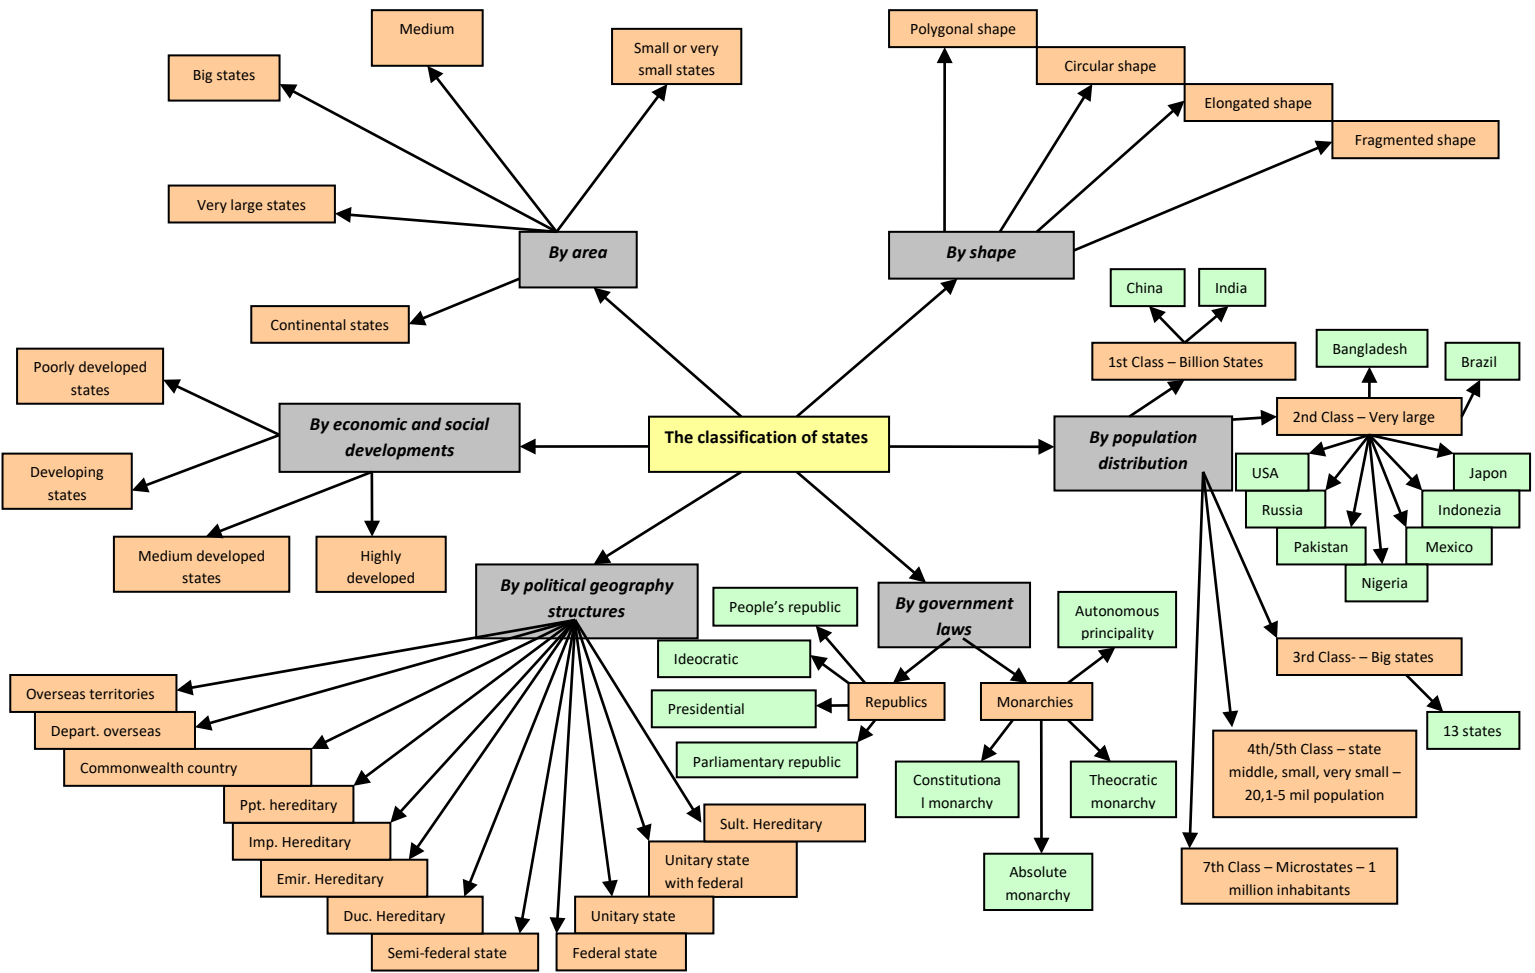 Medium
Polygonal shape
Small or very
small states
Circular shape
Big states
Elongated shape
Fragmented shape
Very large states
By area
By shape
China
India
Continental states
1st Class – Billion States
Bangladesh
Brazil
Poorly developed
states
By economic and social
developments
The classification of states
By population
distribution
2nd Class – Very large
USA
Japon
Russia
Indonezia
Pakistan
Mexico
Nigeria
Developing
states
Medium developed
states
Highly
developed
By political geography
structures
By government
laws
People’s republic
Ideocratic
Presidential
Parliamentary republic
Republics
Monarchies
Autonomous
principality
Constitutiona
l monarchy
Theocratic
monarchy
Absolute
monarchy
3rd Class- – Big states
13 states
4th/5th Class – state
middle, small, very small –
20,1-5 mil population
7th Class – Microstates – 1
million inhabitants
Overseas territories
Depart. overseas
Commonwealth country
Ppt. hereditary
Imp. Hereditary
Emir. Hereditary
Duc. Hereditary
Semi-federal state
Federal state
Unitary state
Unitary state
with federal
Sult. Hereditary